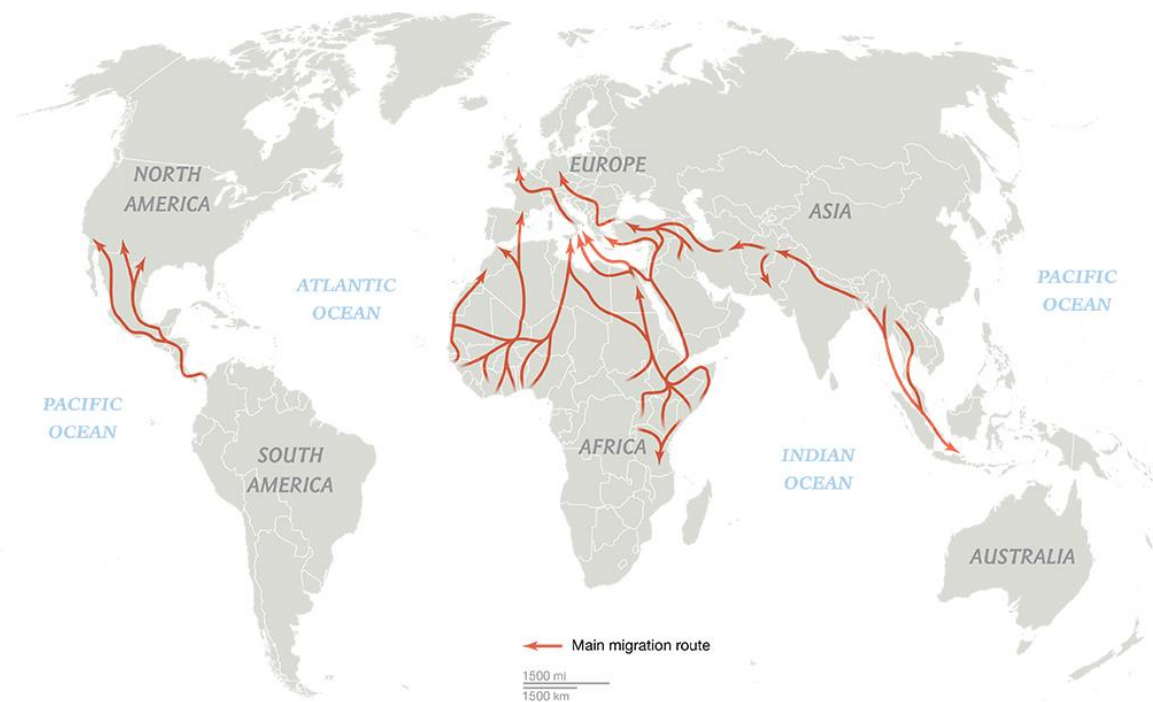 NORTH
AMERICA
EUROPE
ASIA
ATLANTIC
OCEAN
PACIFIC
OCEAN
PACIFIC
OCEAN
SOUTH
AMERICA
AFRICA
INDIAN
OCEAN
AUSTRALIA
Main migration route
1500 mi
1500 km